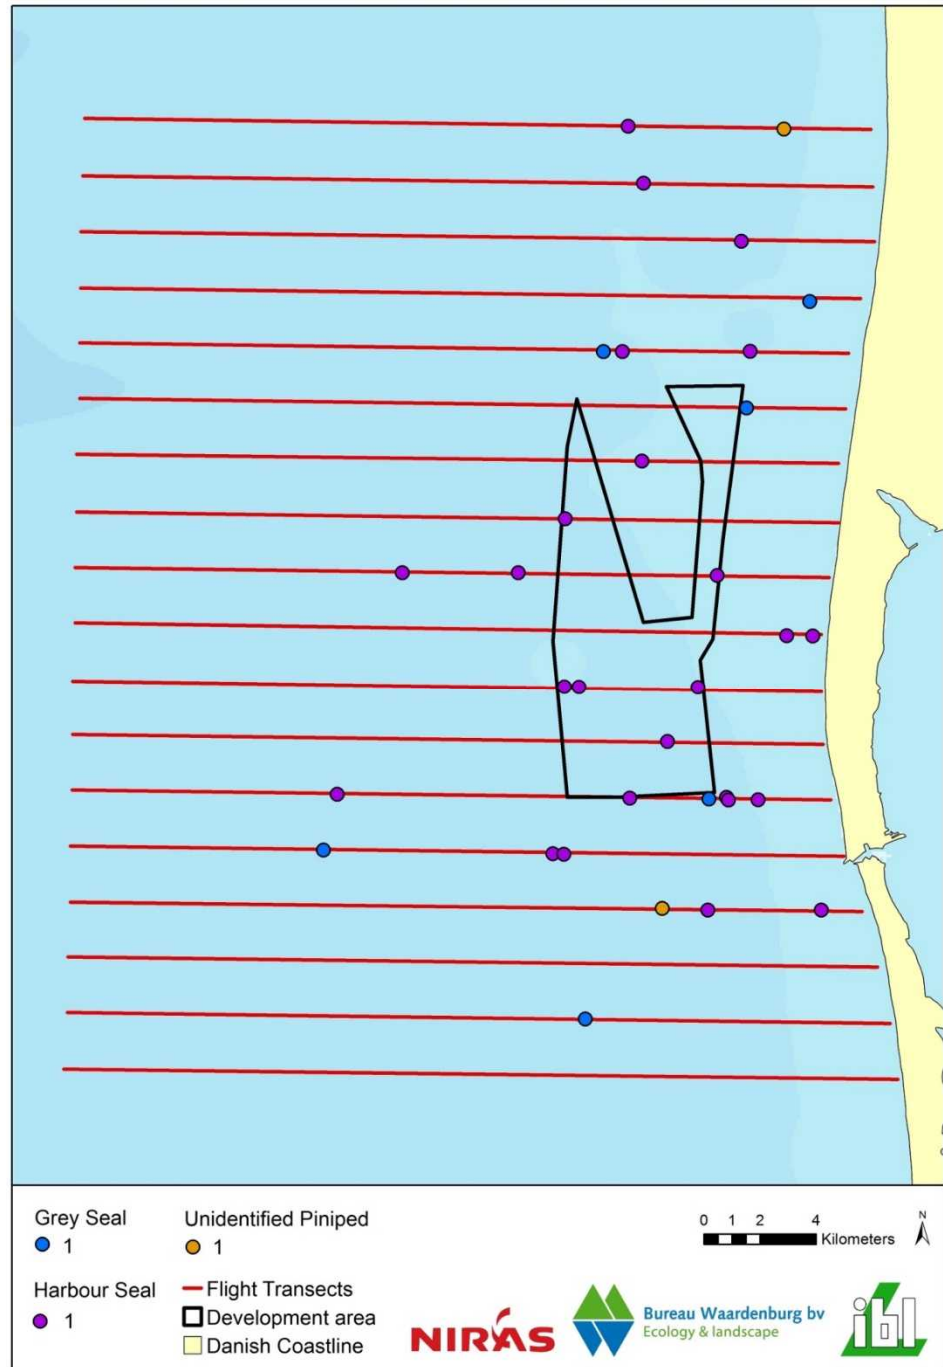 Grey Seal
1
Harbour Seal
1
Unidentified Piniped
1
Flight Transects
Development area
Danish Coastline
0 1 2 4
Kilometers
N
NIRAS
Bureau Waardenburg bv
Ecology & landscape
ibl